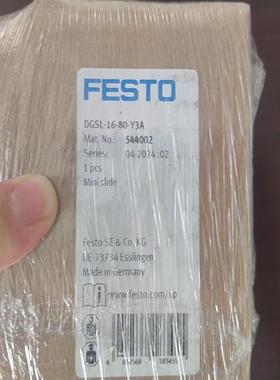 FESTO
DGSL-16-80-Y3A
Mat. No.: 544002
Series: 04-2024:02
1 pcs
Mini slide
Festo SE & Co. KG
DE-73734 Esslingen
Made in Germany
www.festo.com/sp